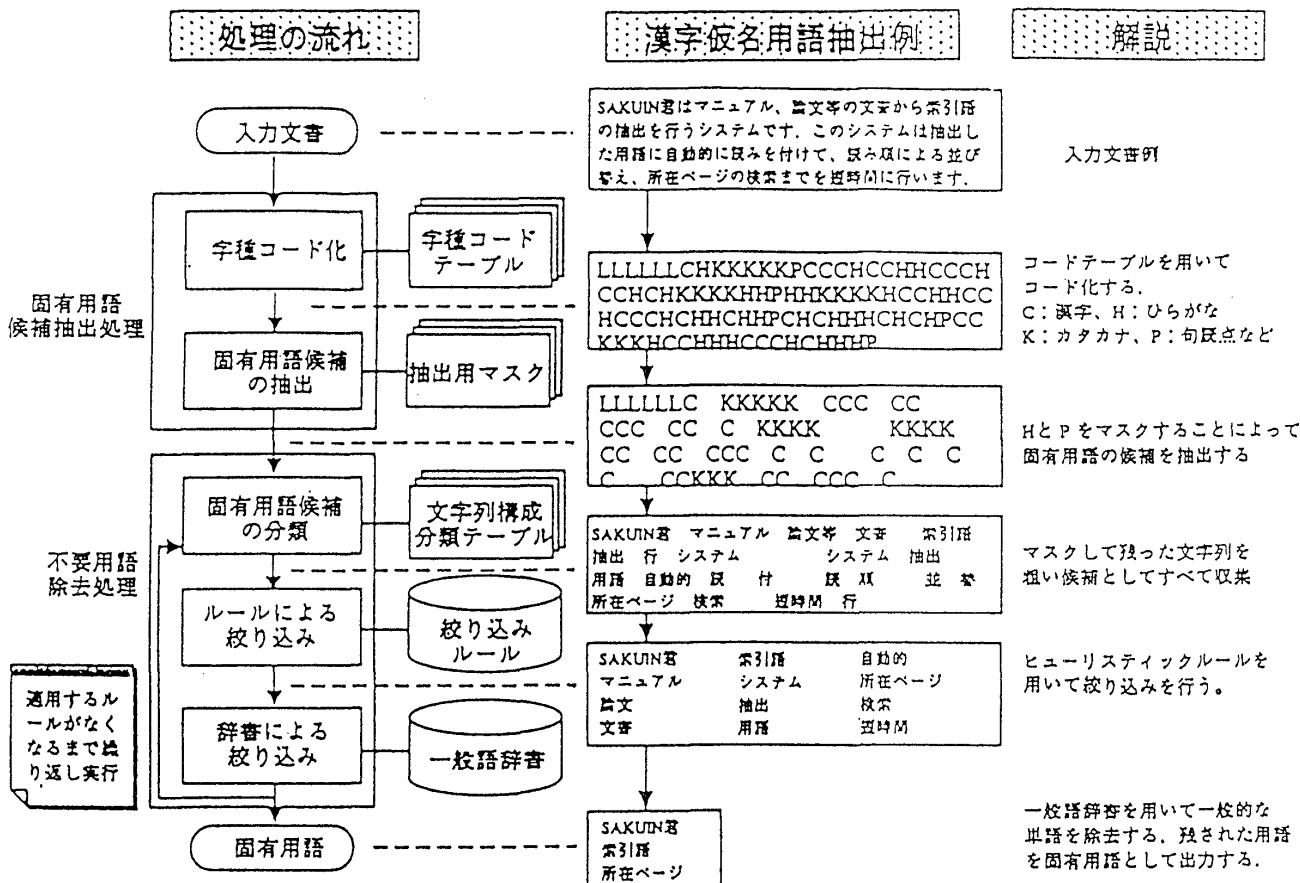 処理の流れ
漢字仮名用語抽出例
解説
入力文書
SAKUIN君はマニュアル、論文等の文書から索引語
の抽出を行うシステムです．このシステムは抽出し
た用語に自動的に読みを付けて、読み順による並び
替え、所在ページの検索までを短時間に行います．
入力文書例
固有用語
候補抽出処理
字種コード化
字種コード
テーブル
LLLLLLCHKKKKKPCCCHCCHHCCCH
CCHCHKKKKHHPHHKKKKHCCHHCC
HCCCHCHHCHHPCHCHHHCHCHPCC
KKKHCCHHHCCCHCHHHP
コードテーブルを用いて
コード化する．
C：漢字、H：ひらがな
K：カタカナ、P：句読点など
固有用語候補
の抽出
抽出用マスク
LLLLLLC KKKKK CCC CC
CCC CC C KKKK KKKK
CC CC CCC C C C C C
C CCKKK CC CCC C
HとPをマスクすることによって
固有用語の候補を抽出する
不要用語
除去処理
固有用語候補
の分類
文字列構成
分類テーブル
SAKUIN君 マニュアル 論文等 文書 索引語
抽出 行 システム システム 抽出
用語 自動的 読 付 読 順 並 替
所在ページ 検索 短時間 行
マスクして残った文字列を
粗い候補としてすべて収集
ルールによる
絞り込み
絞り込み
ルール
SAKUIN君 索引語 自動的
マニュアル システム 所在ページ
論文 抽出 検索
文書 用語 短時間
ヒューリスティックルールを
用いて絞り込みを行う。
適用するル
ールがなく
なるまで繰
り返し実行
辞書による
絞り込み
一般語辞書
固有用語
SAKUIN君
索引語
所在ページ
一般語辞書を用いて一般的な
単語を除去する．残された用語
を固有用語として出力する．